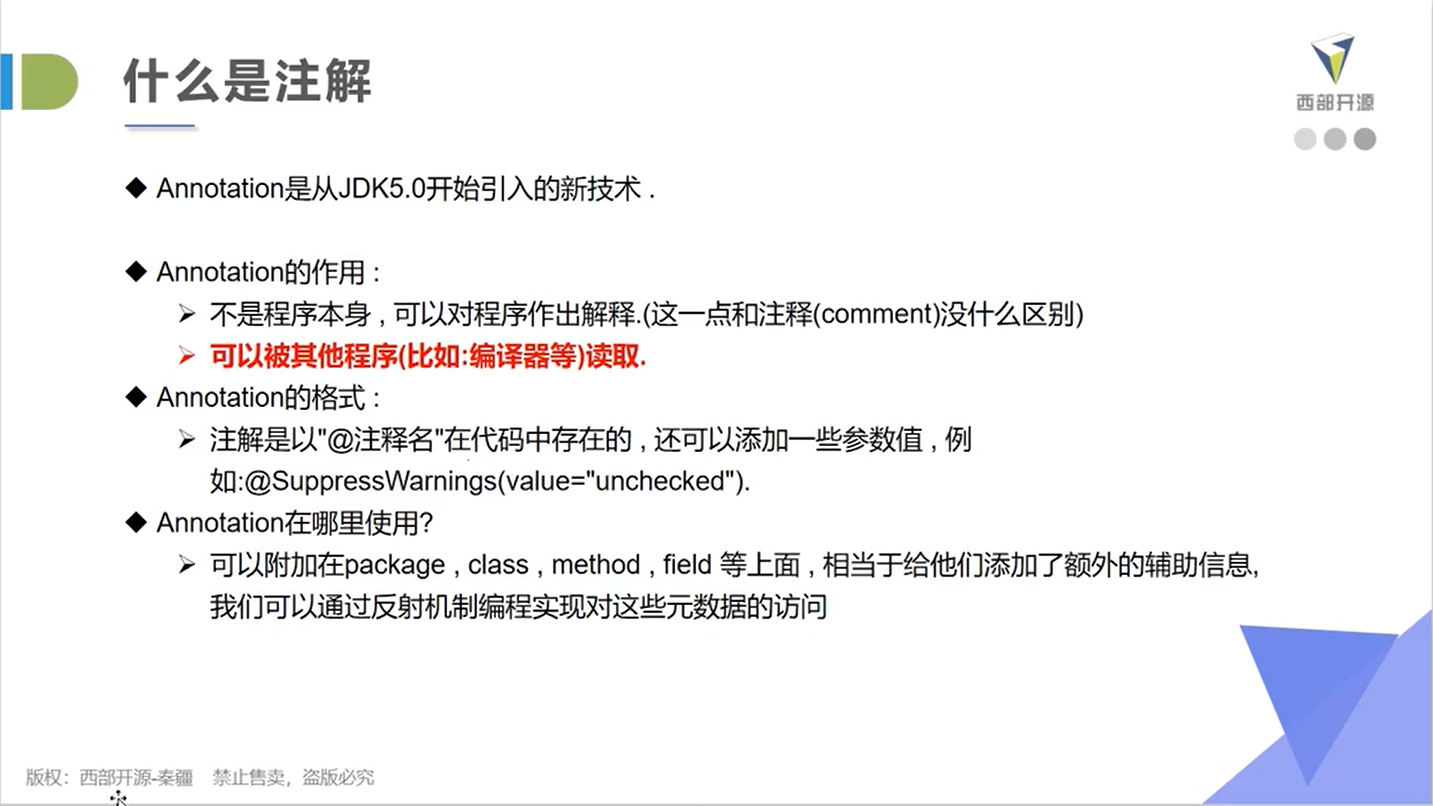 什么是注解
西部开源
◆ Annotation是从JDK5.0开始引入的新技术 .
◆ Annotation的作用 :
➢ 不是程序本身 , 可以对程序作出解释.(这一点和注释(comment)没什么区别)
➢ 可以被其他程序(比如:编译器等)读取.
◆ Annotation的格式 :
➢ 注解是以"@注释名"在代码中存在的 , 还可以添加一些参数值 , 例
如:@SuppressWarnings(value="unchecked").
◆ Annotation在哪里使用?
➢ 可以附加在package , class , method , field 等上面 , 相当于给他们添加了额外的辅助信息,
我们可以通过反射机制编程实现对这些元数据的访问
版权：西部开源-秦疆 禁止售卖，盗版必究